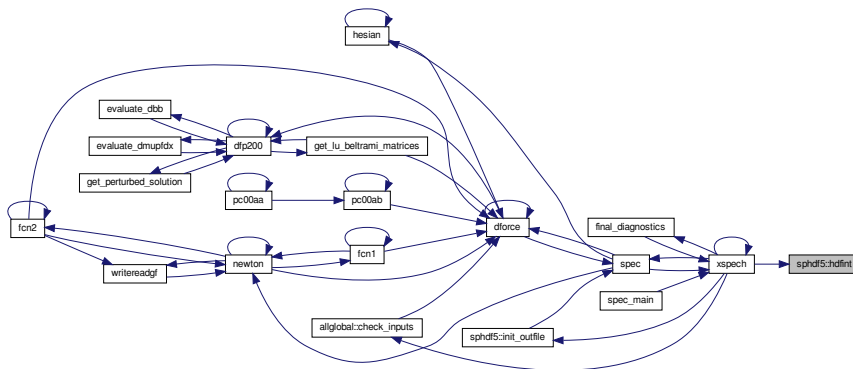 hesian
evaluate_dbb
evaluate_dmupfdx
dfp200
get_lu_beltrami_matrices
get_perturbed_solution
pc00aa
pc00ab
final_diagnostics
fcn2
dforce
fcn1
spec
xspech
sphdf5::hdfint
writereadgf
newton
spec_main
allglobal::check_inputs
sphdf5::init_outfile